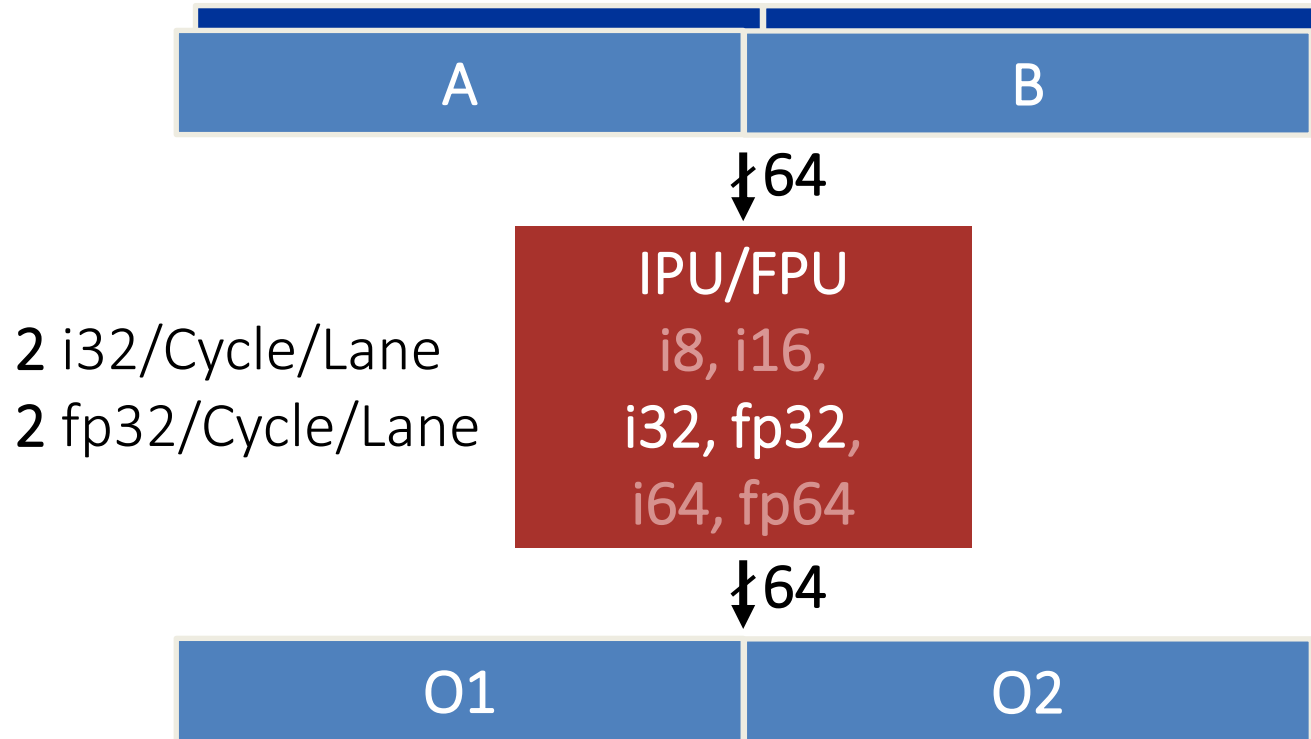 A
B
64
IPU/FPU
i8, i16,
2 i32/Cycle/Lane
i32, fp32,
2 fp32/Cycle/Lane
i64, fp64
64
O1
O2